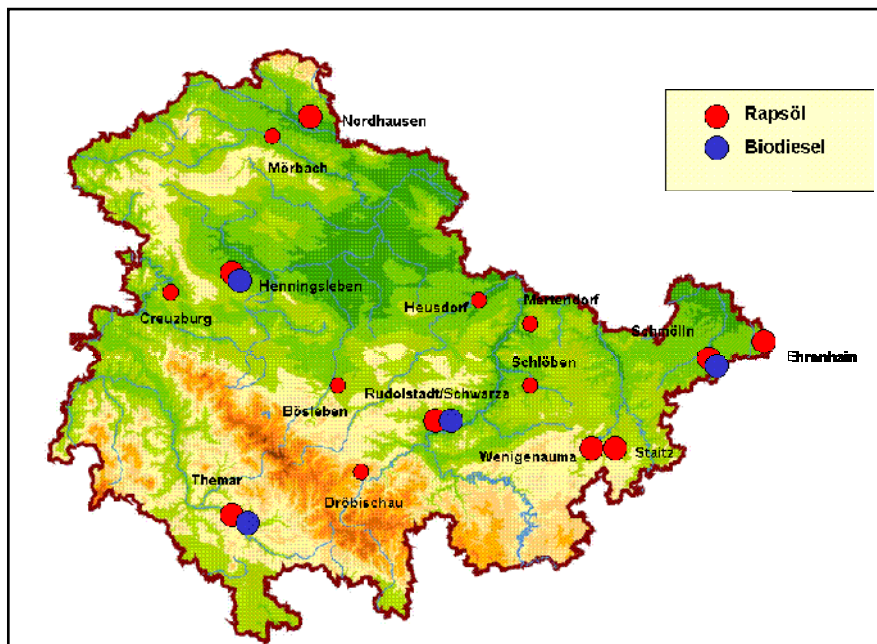 Rapsöl
Nordhausen
Biodiesel
Mörbach
Henningsleben
Heusdorf
Mertendorf
Creuzburg
Schmölln
Ehrenhain
Schlöben
Rudolstadt/Schwarza
Bösleben
Wenigenauma
Staitz
Themar
Dröbischau